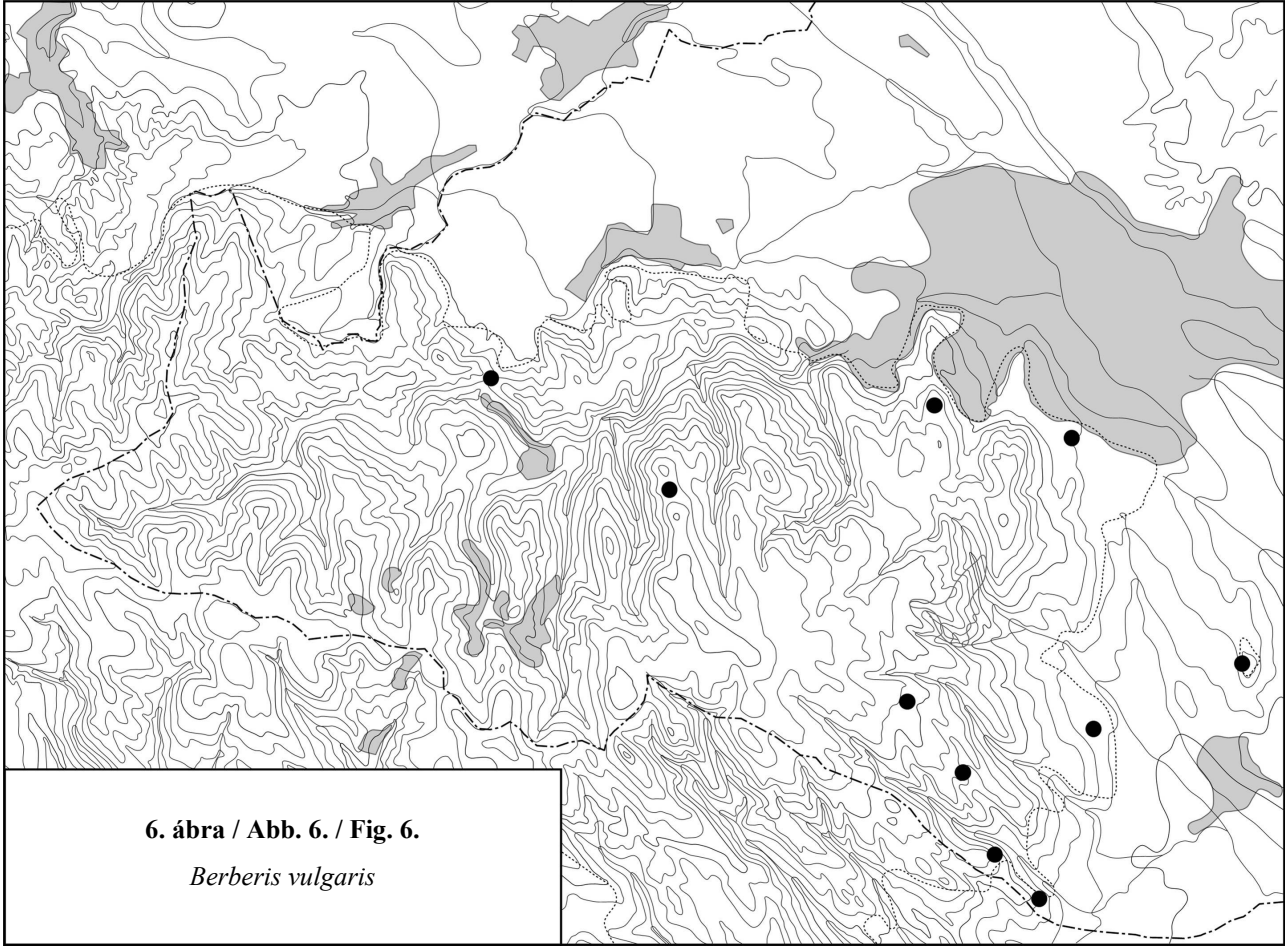 6. ábra / Abb. 6. / Fig. 6.
Berberis vulgaris